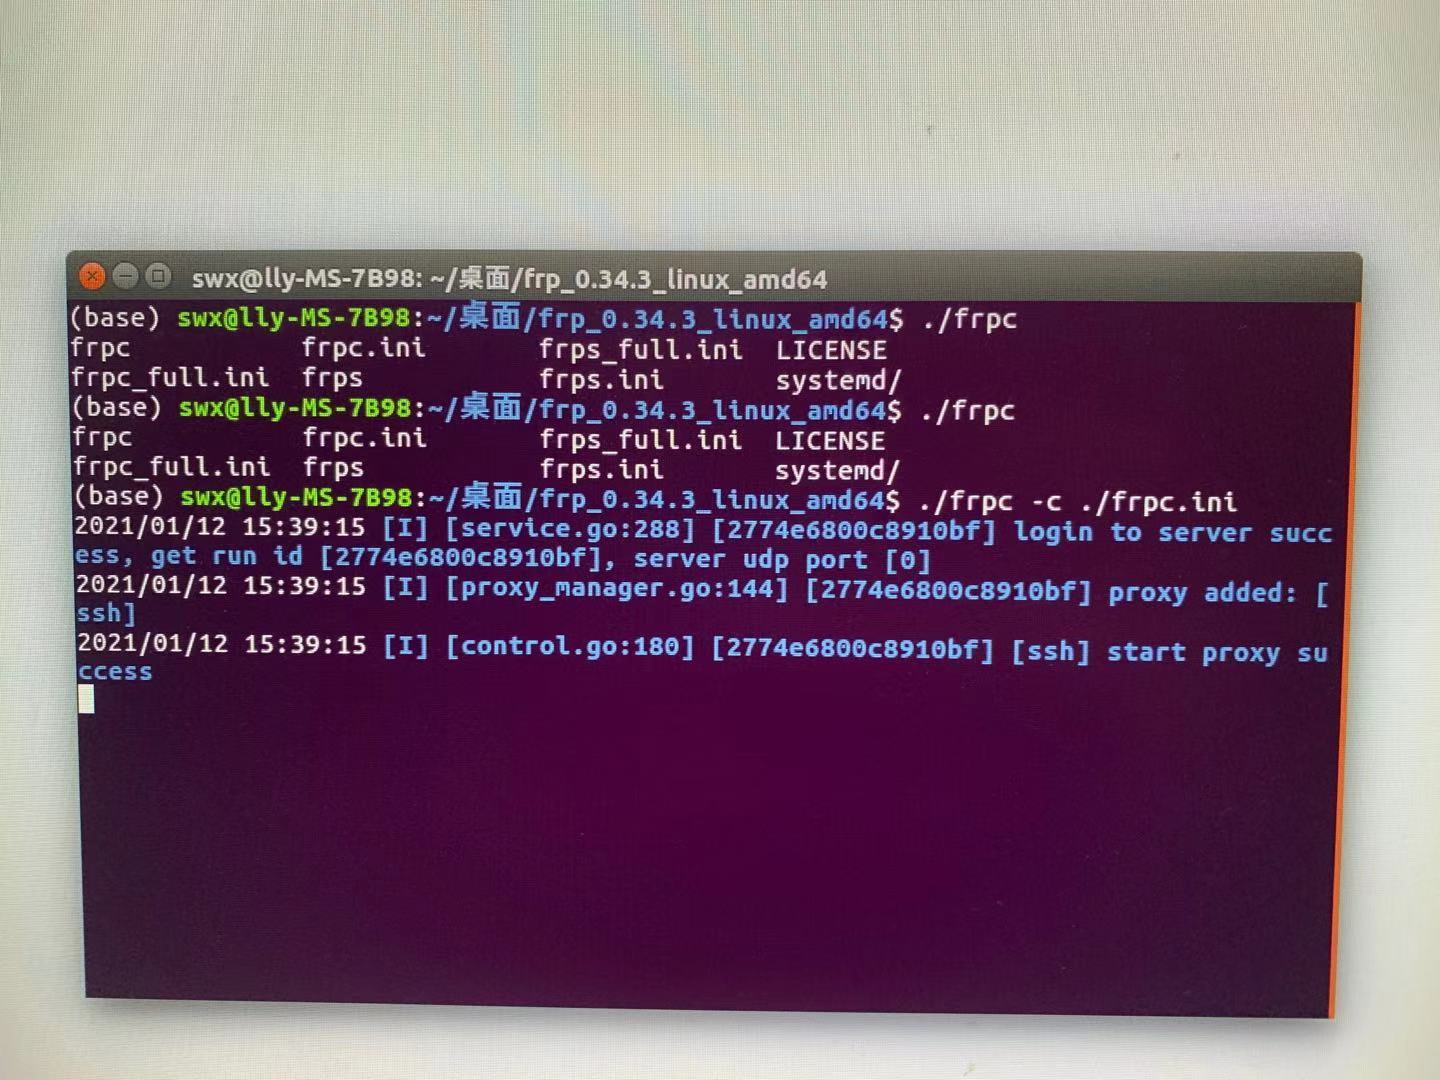 swx@lly-MS-7B98: ~/桌面/frp_0.34.3_linux_amd64
(base) swx@lly-MS-7B98:~/桌面/frp_0.34.3_linux_amd64$ ./frpc
frpc frpc.ini frps_full.ini LICENSE
frpc_full.ini frps frps.ini systemd/
(base) swx@lly-MS-7B98:~/桌面/frp_0.34.3_linux_amd64$ ./frpc
frpc frpc.ini frps_full.ini LICENSE
frpc_full.ini frps frps.ini systemd/
(base) swx@lly-MS-7B98:~/桌面/frp_0.34.3_linux_amd64$ ./frpc -c ./frpc.ini
2021/01/12 15:39:15 [I] [service.go:288] [2774e6800c8910bf] login to server succ
ess, get run id [2774e6800c8910bf], server udp port [0]
2021/01/12 15:39:15 [I] [proxy_manager.go:144] [2774e6800c8910bf] proxy added: [
ssh]
2021/01/12 15:39:15 [I] [control.go:180] [2774e6800c8910bf] [ssh] start proxy su
ccess